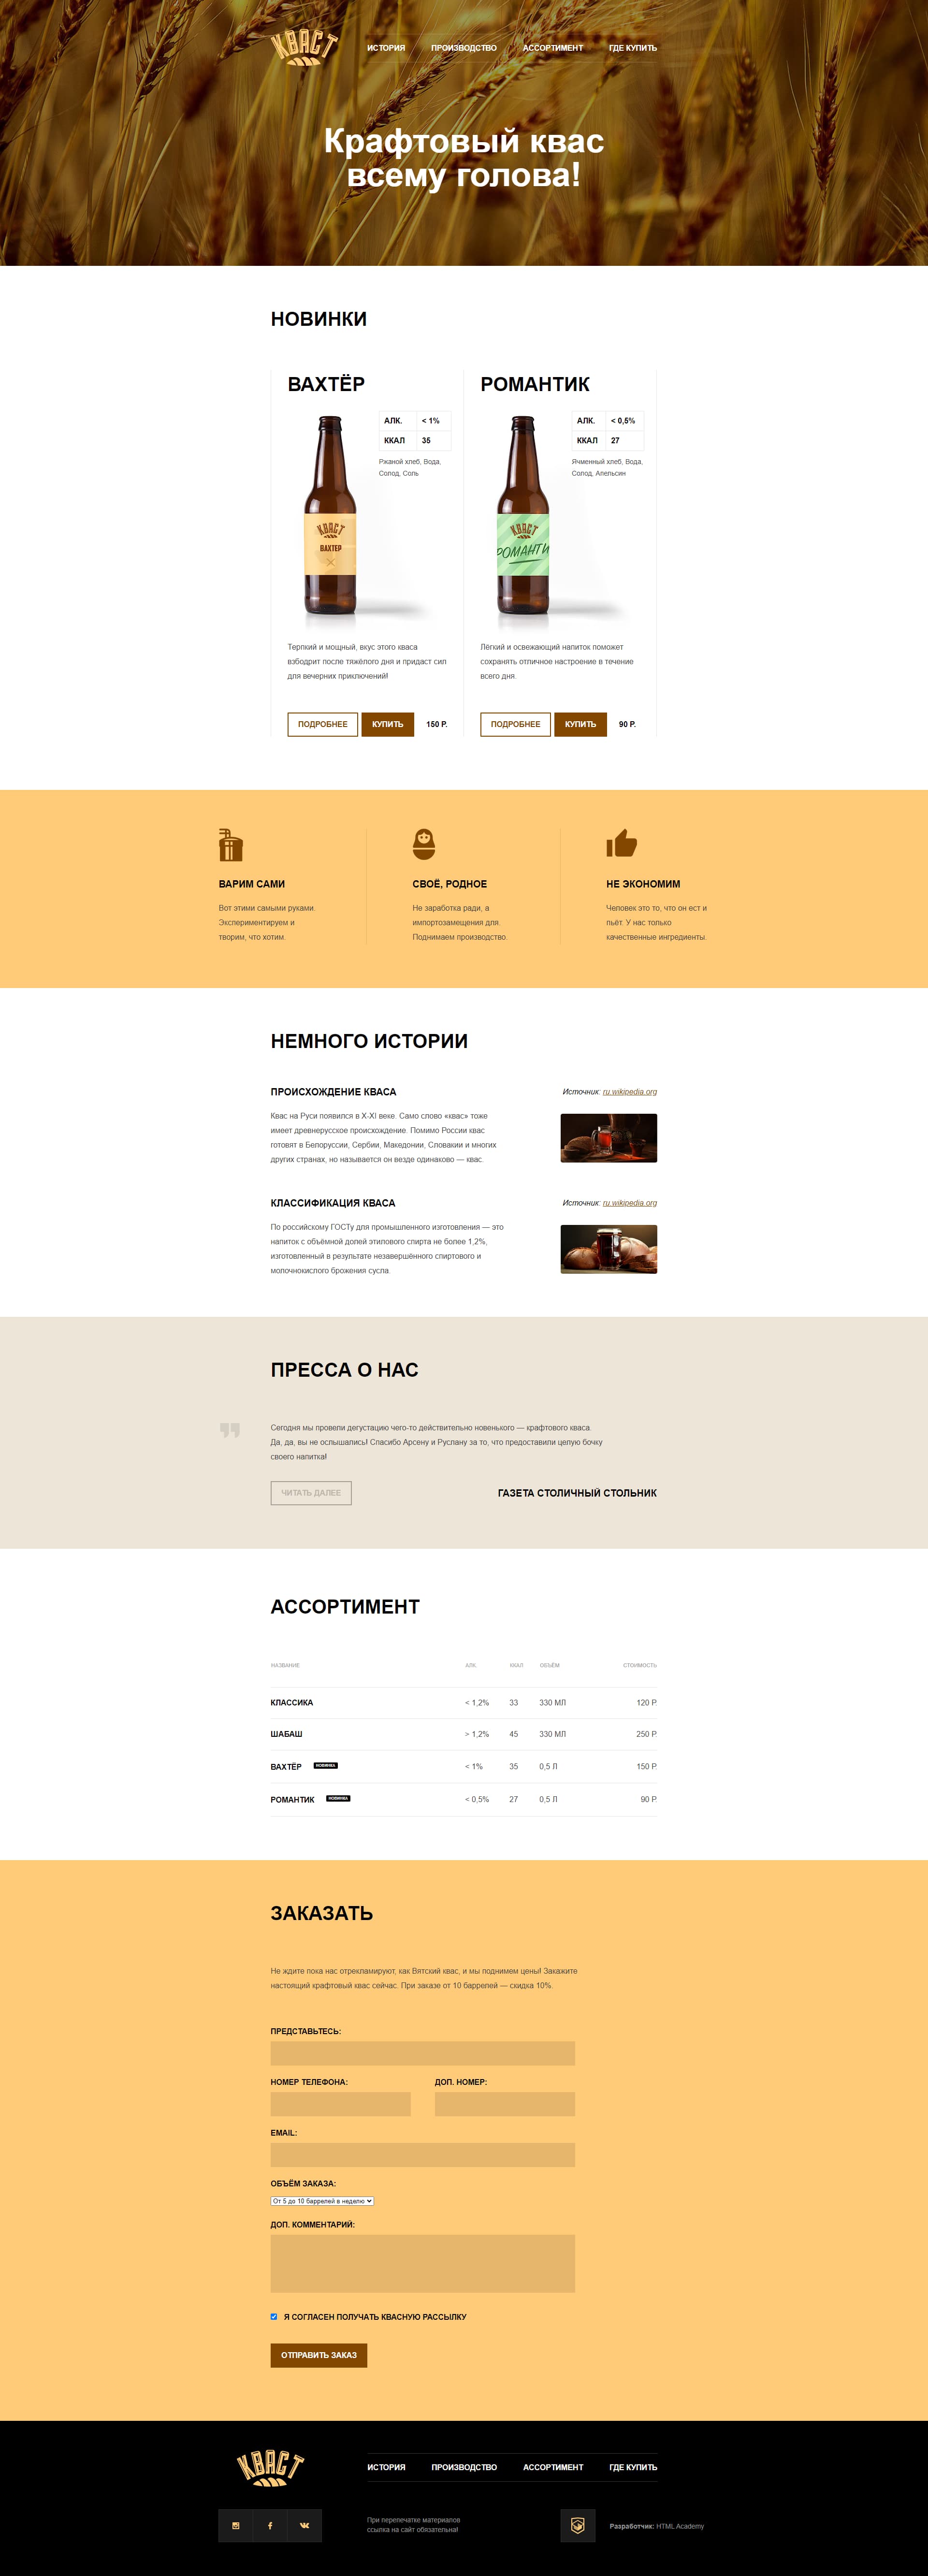 КВАСТ
ИСТОРИЯ ПРОИЗВОДСТВО АССОРТИМЕНТ ГДЕ КУПИТЬ
Крафтовый квас
всему голова!
НОВИНКИ
ВАХТЁР
АЛК. < 1%
ККАЛ 35
Ржаной хлеб, Вода,
Солод, Соль
КВАСТ
ВАХТЕР
Терпкий и мощный, вкус этого кваса
взбодрит после тяжёлого дня и придаст сил
для вечерних приключений!
ПОДРОБНЕЕ КУПИТЬ 150 Р.
РОМАНТИК
АЛК. < 0,5%
ККАЛ 27
Ячменный хлеб, Вода,
Солод, Апельсин
КВАСТ
РОМАНТИ
Лёгкий и освежающий напиток поможет
сохранять отличное настроение в течение
всего дня.
ПОДРОБНЕЕ КУПИТЬ 90 Р.
ВАРИМ САМИ
Вот этими самыми руками.
Экспериментируем и
творим, что хотим.
СВОЁ, РОДНОЕ
Не заработка ради, а
импортозамещения для.
Поднимаем производство.
НЕ ЭКОНОМИМ
Человек это то, что он ест и
пьёт. У нас только
качественные ингредиенты.
НЕМНОГО ИСТОРИИ
ПРОИСХОЖДЕНИЕ КВАСА
Источник: ru.wikipedia.org
Квас на Руси появился в X-XI веке. Само слово «квас» тоже
имеет древнерусское происхождение. Помимо России квас
готовят в Белоруссии, Сербии, Македонии, Словакии и многих
других странах, но называется он везде одинаково — квас.
КЛАССИФИКАЦИЯ КВАСА
Источник: ru.wikipedia.org
По российскому ГОСТу для промышленного изготовления — это
напиток с объёмной долей этилового спирта не более 1,2%,
изготовленный в результате незавершённого спиртового и
молочнокислого брожения сусла.
ПРЕССА О НАС
Сегодня мы провели дегустацию чего-то действительно новенького — крафтового кваса.
Да, да, вы не ослышались! Спасибо Арсену и Руслану за то, что предоставили целую бочку
своего напитка!
ЧИТАТЬ ДАЛЕЕ
ГАЗЕТА СТОЛИЧНЫЙ СТОЛЬНИК
АССОРТИМЕНТ
НАЗВАНИЕ АЛК. ККАЛ ОБЪЁМ СТОИМОСТЬ
КЛАССИКА < 1,2% 33 330 МЛ 120 Р.
ШАБАШ > 1,2% 45 330 МЛ 250 Р.
ВАХТЁР НОВИНКА < 1% 35 0,5 Л 150 Р.
РОМАНТИК НОВИНКА < 0,5% 27 0,5 Л 90 Р.
ЗАКАЗАТЬ
Не ждите пока нас отрекламируют, как Вятский квас, и мы поднимем цены! Закажите
настоящий крафтовый квас сейчас. При заказе от 10 баррелей — скидка 10%.
ПРЕДСТАВЬТЕСЬ:
НОМЕР ТЕЛЕФОНА: ДОП. НОМЕР:
EMAIL:
ОБЪЁМ ЗАКАЗА:
От 5 до 10 баррелей в неделю
ДОП. КОММЕНТАРИЙ:
Я СОГЛАСЕН ПОЛУЧАТЬ КВАСНУЮ РАССЫЛКУ
ОТПРАВИТЬ ЗАКАЗ
КВАСТ
ИСТОРИЯ ПРОИЗВОДСТВО АССОРТИМЕНТ ГДЕ КУПИТЬ
При перепечатке материалов
ссылка на сайт обязательна!
Разработчик: HTML Academy